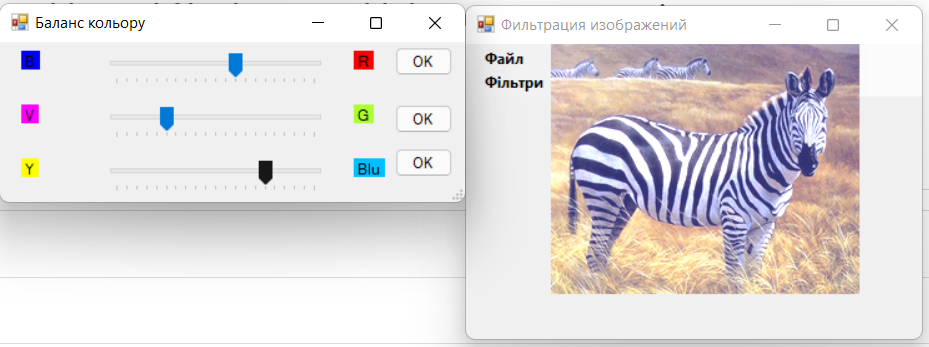 Баланс кольору
B R OK
V G OK
Y Blu OK
Фильтрация изображений
Файл
Фільтри